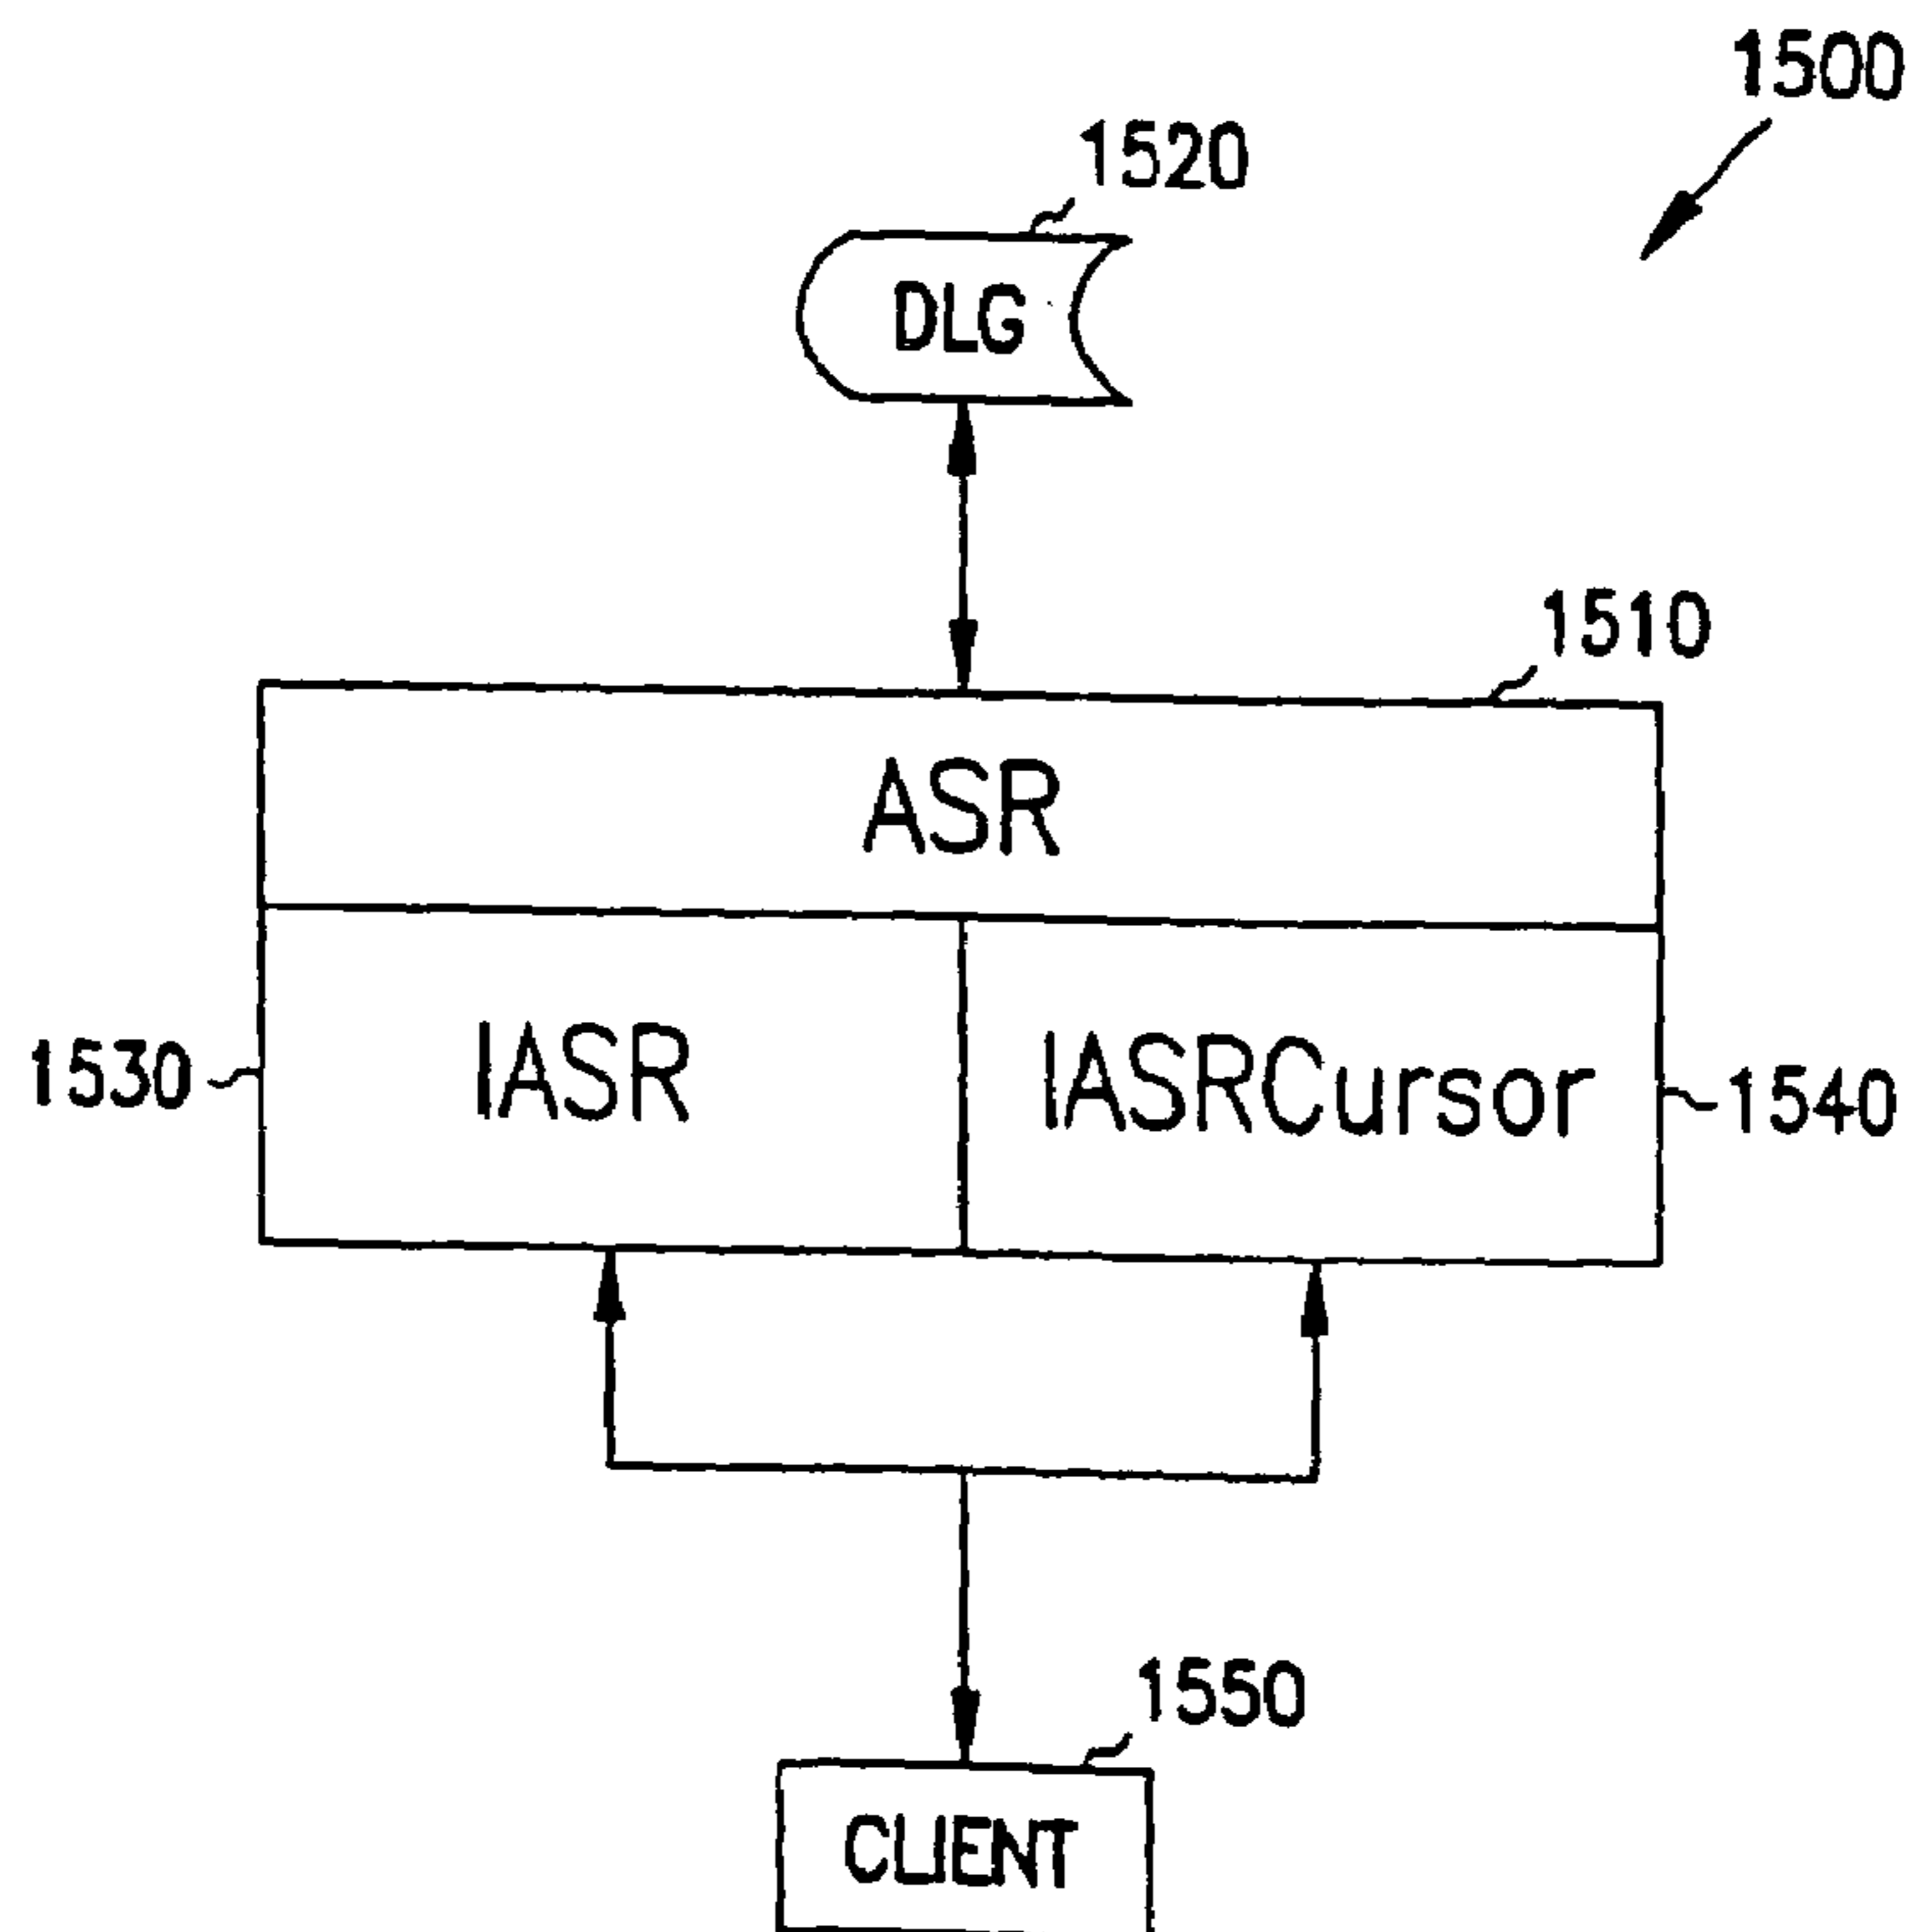 1500
1520
DLG
1510
ASR
1530
IASR
IASRCursor
1540
1550
CLIENT